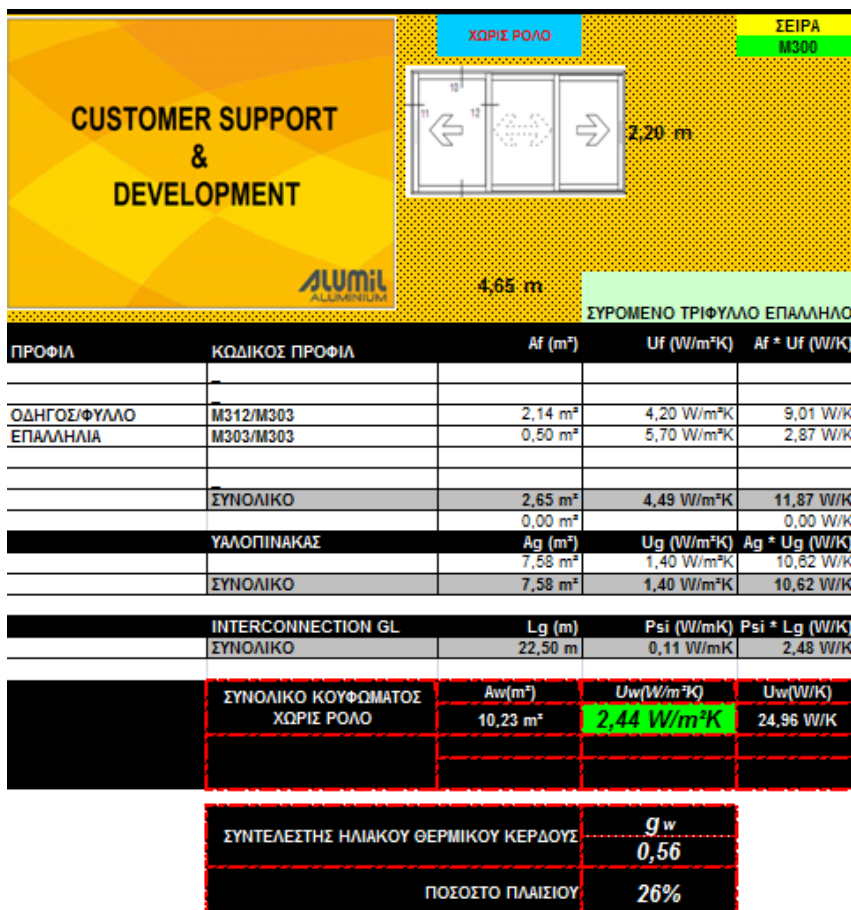 ΧΩΡΙΣ ΡΟΛΟ
ΣΕΙΡΑ
M300
CUSTOMER SUPPORT
&
DEVELOPMENT
ALUMIL
ALUMINIUM
10
11
12
2,20 m
4,65 m
ΣΥΡΟΜΕΝΟ ΤΡΙΦΥΛΛΟ ΕΠΑΛΛΗΛΟ
ΠΡΟΦΙΛ ΚΩΔΙΚΟΣ ΠΡΟΦΙΛ Af (m²) Uf (W/m²K) Af * Uf (W/K)
_
_
ΟΔΗΓΟΣ/ΦΥΛΛΟ M312/M303 2,14 m² 4,20 W/m²K 9,01 W/K
ΕΠΑΛΛΗΛΙΑ M303/M303 0,50 m² 5,70 W/m²K 2,87 W/K
_
ΣΥΝΟΛΙΚΟ 2,65 m² 4,49 W/m²K 11,87 W/K
0,00 m² 0,00 W/K
ΥΑΛΟΠΙΝΑΚΑΣ Ag (m²) Ug (W/m²K) Ag * Ug (W/K)
7,58 m² 1,40 W/m²K 10,62 W/K
ΣΥΝΟΛΙΚΟ 7,58 m² 1,40 W/m²K 10,62 W/K
INTERCONNECTION GL Lg (m) Psi (W/mK) Psi * Lg (W/K)
ΣΥΝΟΛΙΚΟ 22,50 m 0,11 W/mK 2,48 W/K
ΣΥΝΟΛΙΚΟ ΚΟΥΦΩΜΑΤΟΣ Aw(m²) Uw(W/m²K) Uw(W/K)
ΧΩΡΙΣ ΡΟΛΟ 10,23 m² 2,44 W/m²K 24,96 W/K
ΣΥΝΤΕΛΕΣΤΗΣ ΗΛΙΑΚΟΥ ΘΕΡΜΙΚΟΥ ΚΕΡΔΟΥΣ g w
0,56
ΠΟΣΟΣΤΟ ΠΛΑΙΣΙΟΥ 26%